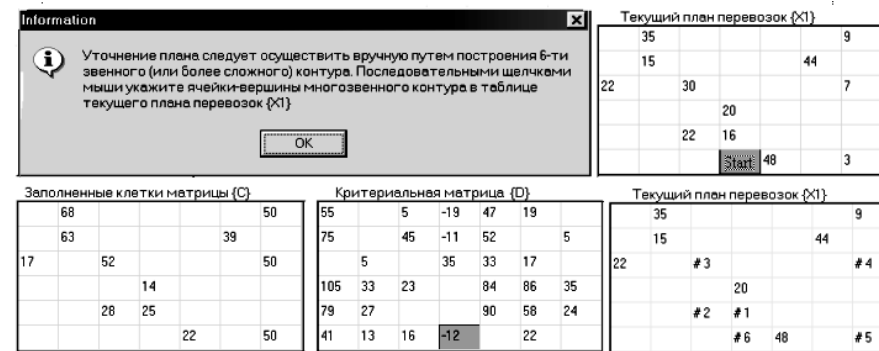 Information
Уточнение плана следует осуществить вручную путем построения 6-ти
звенного (или более сложного) контура. Последовательными щелчками
мыши укажите ячейки-вершины многозвенного контура в таблице
текущего плана перевозок {X1}
OK
Текущий план перевозок {X1}
35 9
15 44
22 30 7
20
22 16
Start 48 3
Заполненные клетки матрицы {C}
68 50
63 39
17 52 50
14
28 25
22 50
Критериальная матрица {D}
55 5 -19 47 19
75 45 -11 52 5
5 35 33 17
105 33 23 84 86 35
79 27 90 58 24
41 13 16 -12 22
Текущий план перевозок {X1}
35 9
15 44
22 #3 #4
20
#2 #1
#6 48 #5